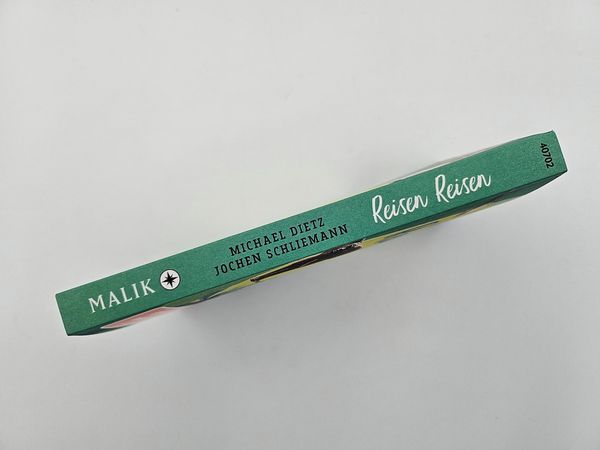 MALIK
MICHAEL DIETZ
JOCHEN SCHLIEMANN
Reisen Reisen
40702